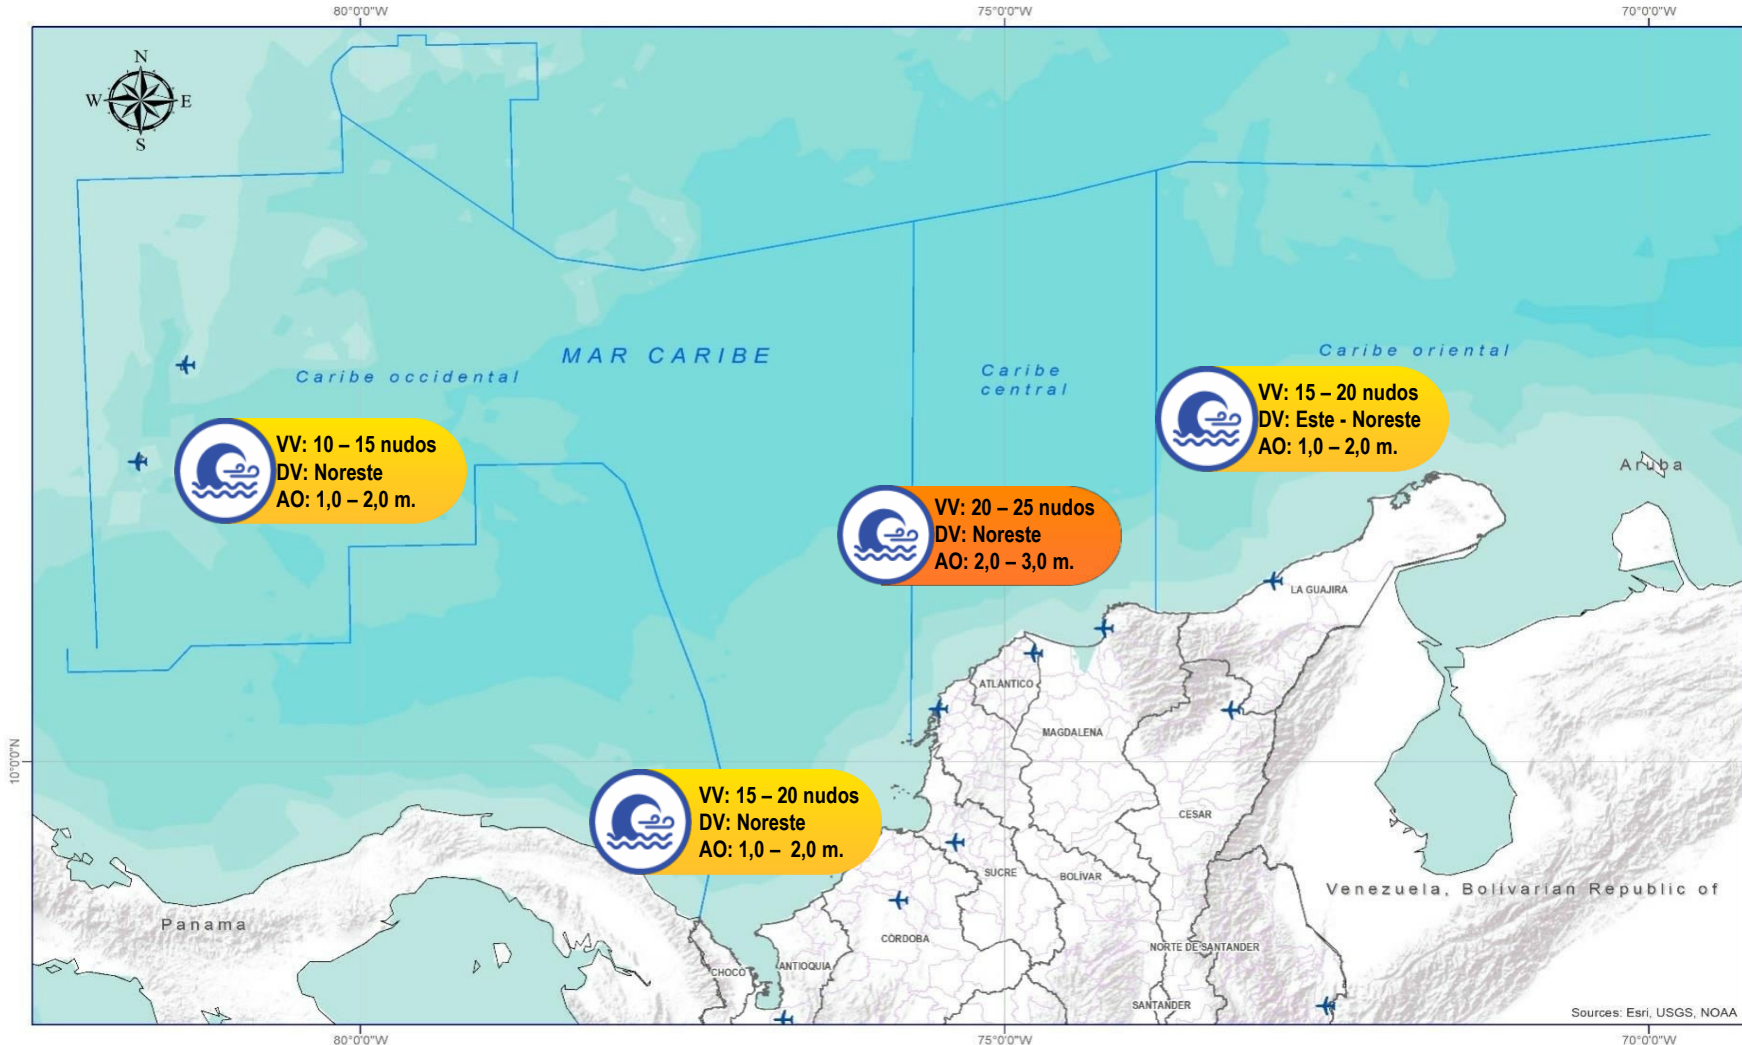 80°0'0"W
75°0'0"W
70°0'0"W
N
W
E
S
MAR CARIBE
Caribe occidental
Caribe
central
Caribe oriental
VV: 15 – 20 nudos
DV: Este - Noreste
AO: 1,0 – 2,0 m.
VV: 10 – 15 nudos
DV: Noreste
AO: 1,0 – 2,0 m.
Aruba
VV: 20 – 25 nudos
DV: Noreste
AO: 2,0 – 3,0 m.
LA GUAJIRA
ATLÁNTICO
MAGDALENA
10°0'0"N
VV: 15 – 20 nudos
DV: Noreste
AO: 1,0 –  2,0 m.
CESAR
SUCRE
BOLÍVAR
Venezuela, Bolivarian Republic of
Panama
CÓRDOBA
NORTE DE SANTANDER
CHOCÓ
ANTIOQUIA
SANTANDER
Sources: Esri, USGS, NOAA
80°0'0"W
75°0'0"W
70°0'0"W